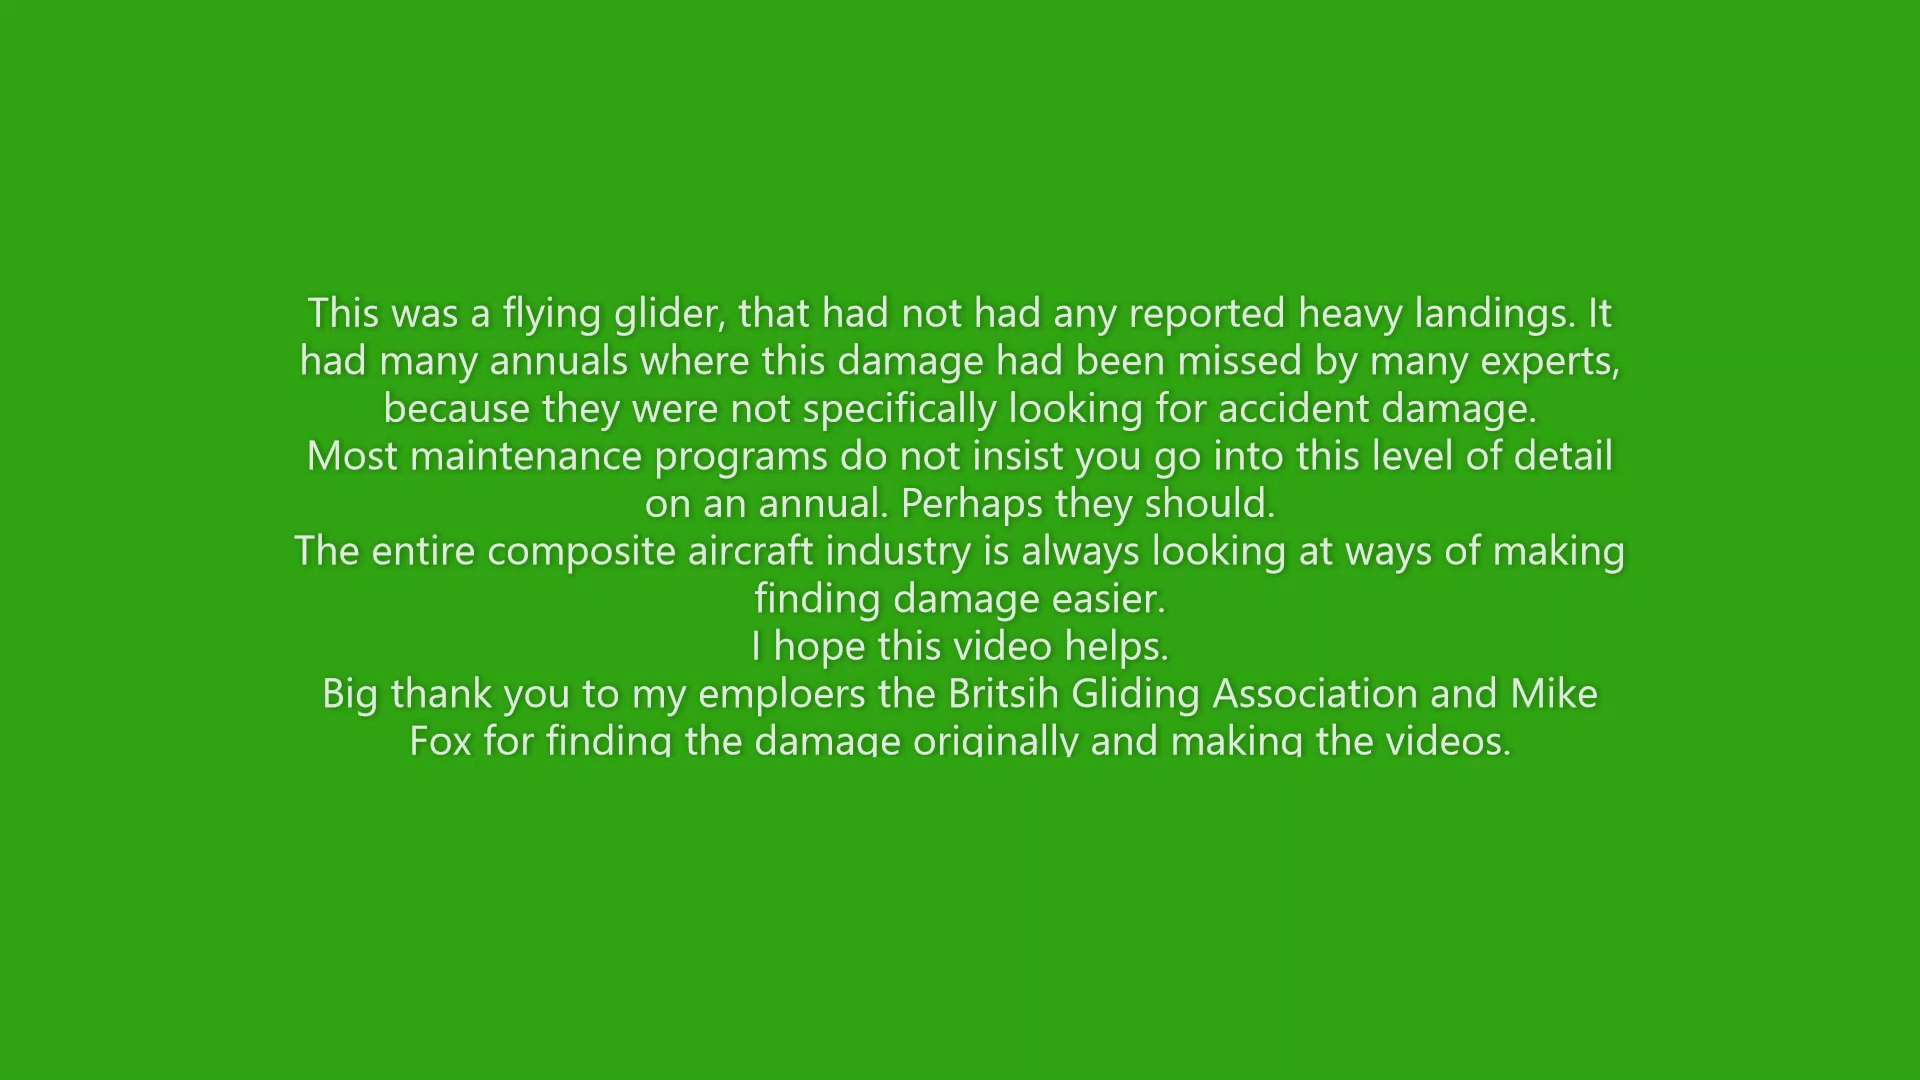 This was a flying glider, that had not had any reported heavy landings. It
had many annuals where this damage had been missed by many experts,
because they were not specifically looking for accident damage.
Most maintenance programs do not insist you go into this level of detail
on an annual. Perhaps they should.
The entire composite aircraft industry is always looking at ways of making
finding damage easier.
I hope this video helps.
Big thank you to my emploers the Britsih Gliding Association and Mike
Fox for finding the damage originally and making the videos.